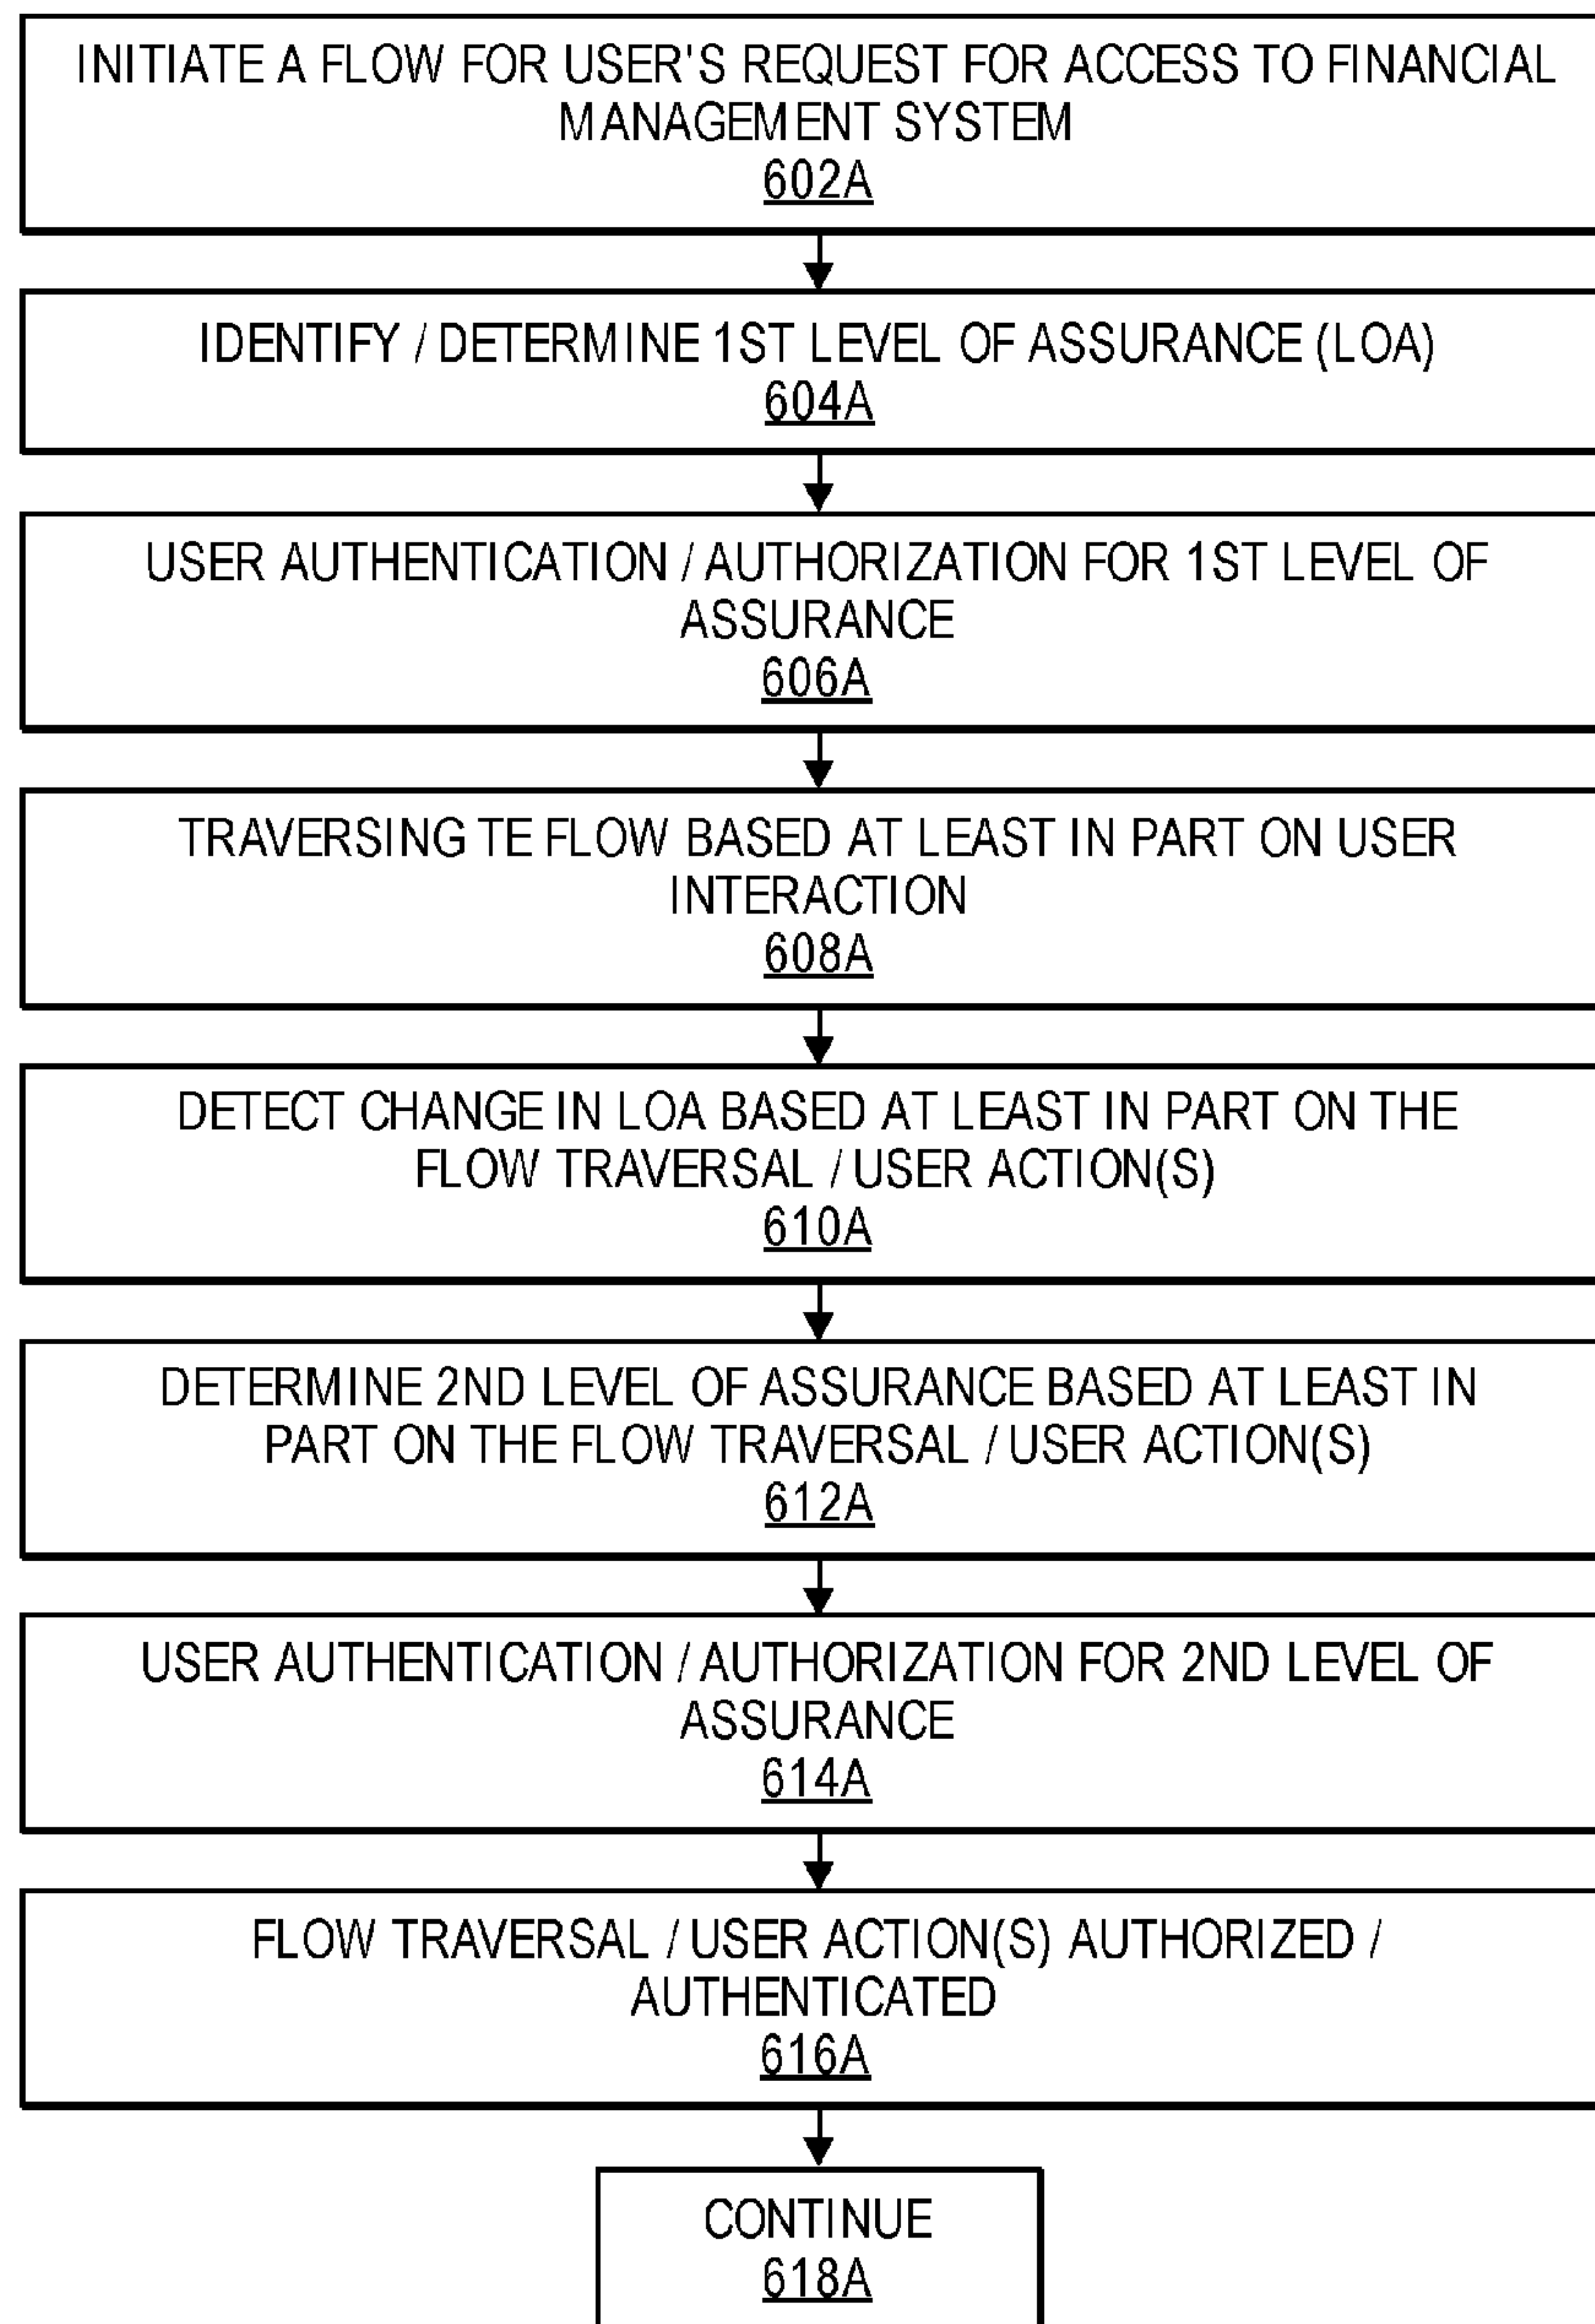 INITIATE A FLOW FOR USER'S REQUEST FOR ACCESS TO FINANCIAL
MANAGEMENT SYSTEM
602A
IDENTIFY / DETERMINE 1ST LEVEL OF ASSURANCE (LOA)
604A
USER AUTHENTICATION / AUTHORIZATION FOR 1ST LEVEL OF
ASSURANCE
606A
TRAVERSING TE FLOW BASED AT LEAST IN PART ON USER
INTERACTION
608A
DETECT CHANGE IN LOA BASED AT LEAST IN PART ON THE
FLOW TRAVERSAL / USER ACTION(S)
610A
DETERMINE 2ND LEVEL OF ASSURANCE BASED AT LEAST IN
PART ON THE FLOW TRAVERSAL / USER ACTION(S)
612A
USER AUTHENTICATION / AUTHORIZATION FOR 2ND LEVEL OF
ASSURANCE
614A
FLOW TRAVERSAL / USER ACTION(S) AUTHORIZED /
AUTHENTICATED
616A
CONTINUE
618A